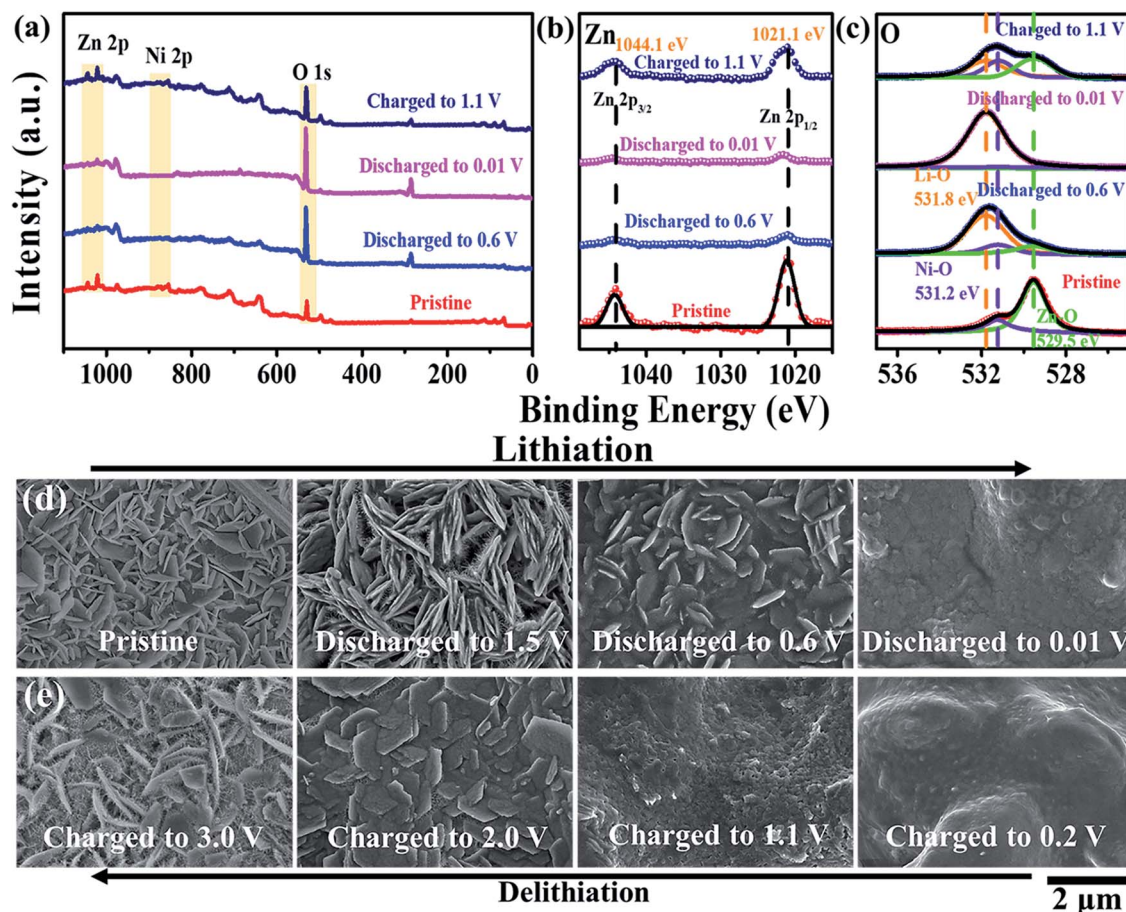 (a)
Zn 2p
Ni 2p
O 1s
Charged to 1.1 V
Discharged to 0.01 V
Discharged to 0.6 V
Pristine
Intensity (a.u.)
1000 800 600 400 200 0
(b)
Zn
1044.1 eV
1021.1 eV
Charged to 1.1 V
Zn 2p3/2
Zn 2p1/2
Discharged to 0.01 V
Discharged to 0.6 V
Pristine
1040 1030 1020
(c)
O
Charged to 1.1 V
Discharged to 0.01 V
Li-O
531.8 eV
Discharged to 0.6 V
Ni-O
531.2 eV
Pristine
Zn-O
529.5 eV
536 532 528
Binding Energy (eV)
Lithiation
(d)
Pristine
Discharged to 1.5 V
Discharged to 0.6 V
Discharged to 0.01 V
(e)
Charged to 3.0 V
Charged to 2.0 V
Charged to 1.1 V
Charged to 0.2 V
Delithiation
2 µm